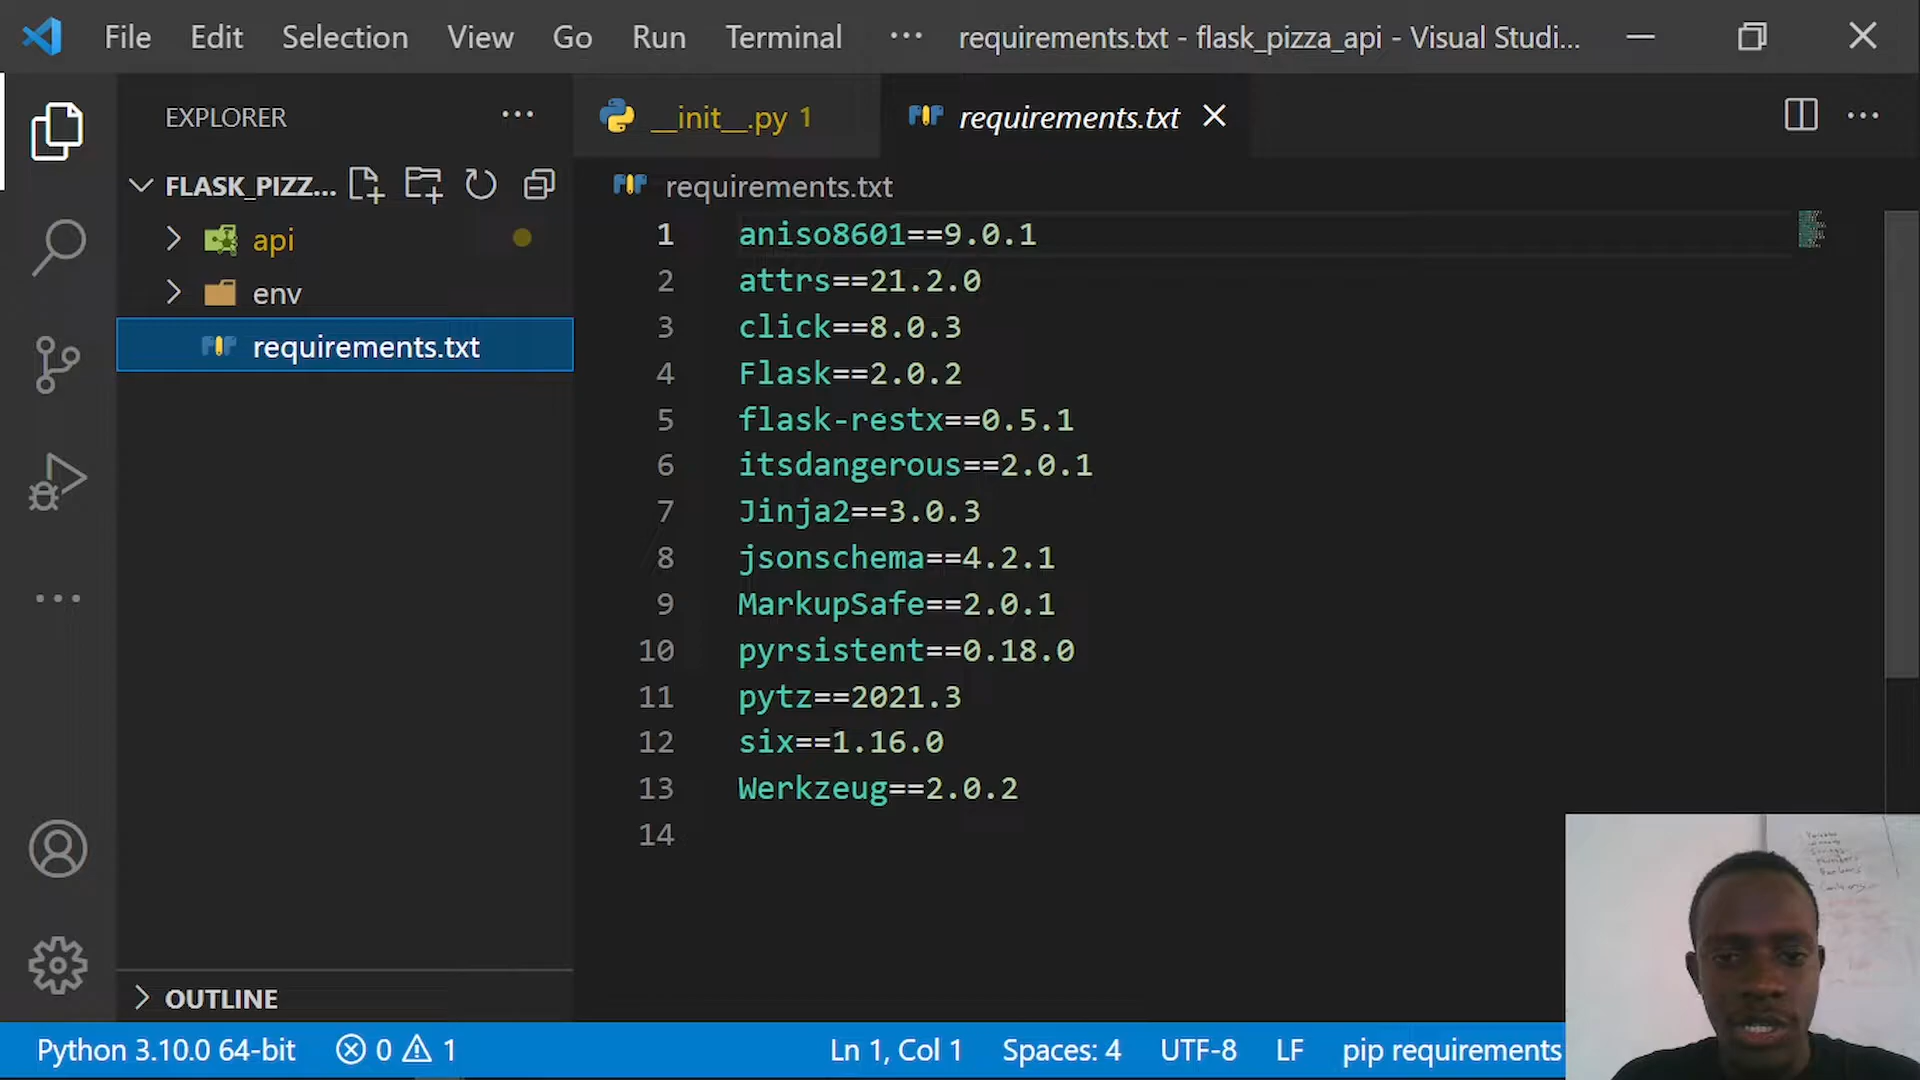 File Edit Selection View Go Run Terminal ··· requirements.txt - flask_pizza_api - Visual Studi...
EXPLORER ···
__init__.py 1
requirements.txt
FLASK_PIZZ...
requirements.txt
api
env
requirements.txt
1 aniso8601==9.0.1
2 attrs==21.2.0
3 click==8.0.3
4 Flask==2.0.2
5 flask-restx==0.5.1
6 itsdangerous==2.0.1
7 Jinja2==3.0.3
8 jsonschema==4.2.1
9 MarkupSafe==2.0.1
10 pyrsistent==0.18.0
11 pytz==2021.3
12 six==1.16.0
13 Werkzeug==2.0.2
14
OUTLINE
Python 3.10.0 64-bit 0 1 Ln 1, Col 1 Spaces: 4 UTF-8 LF pip requirements